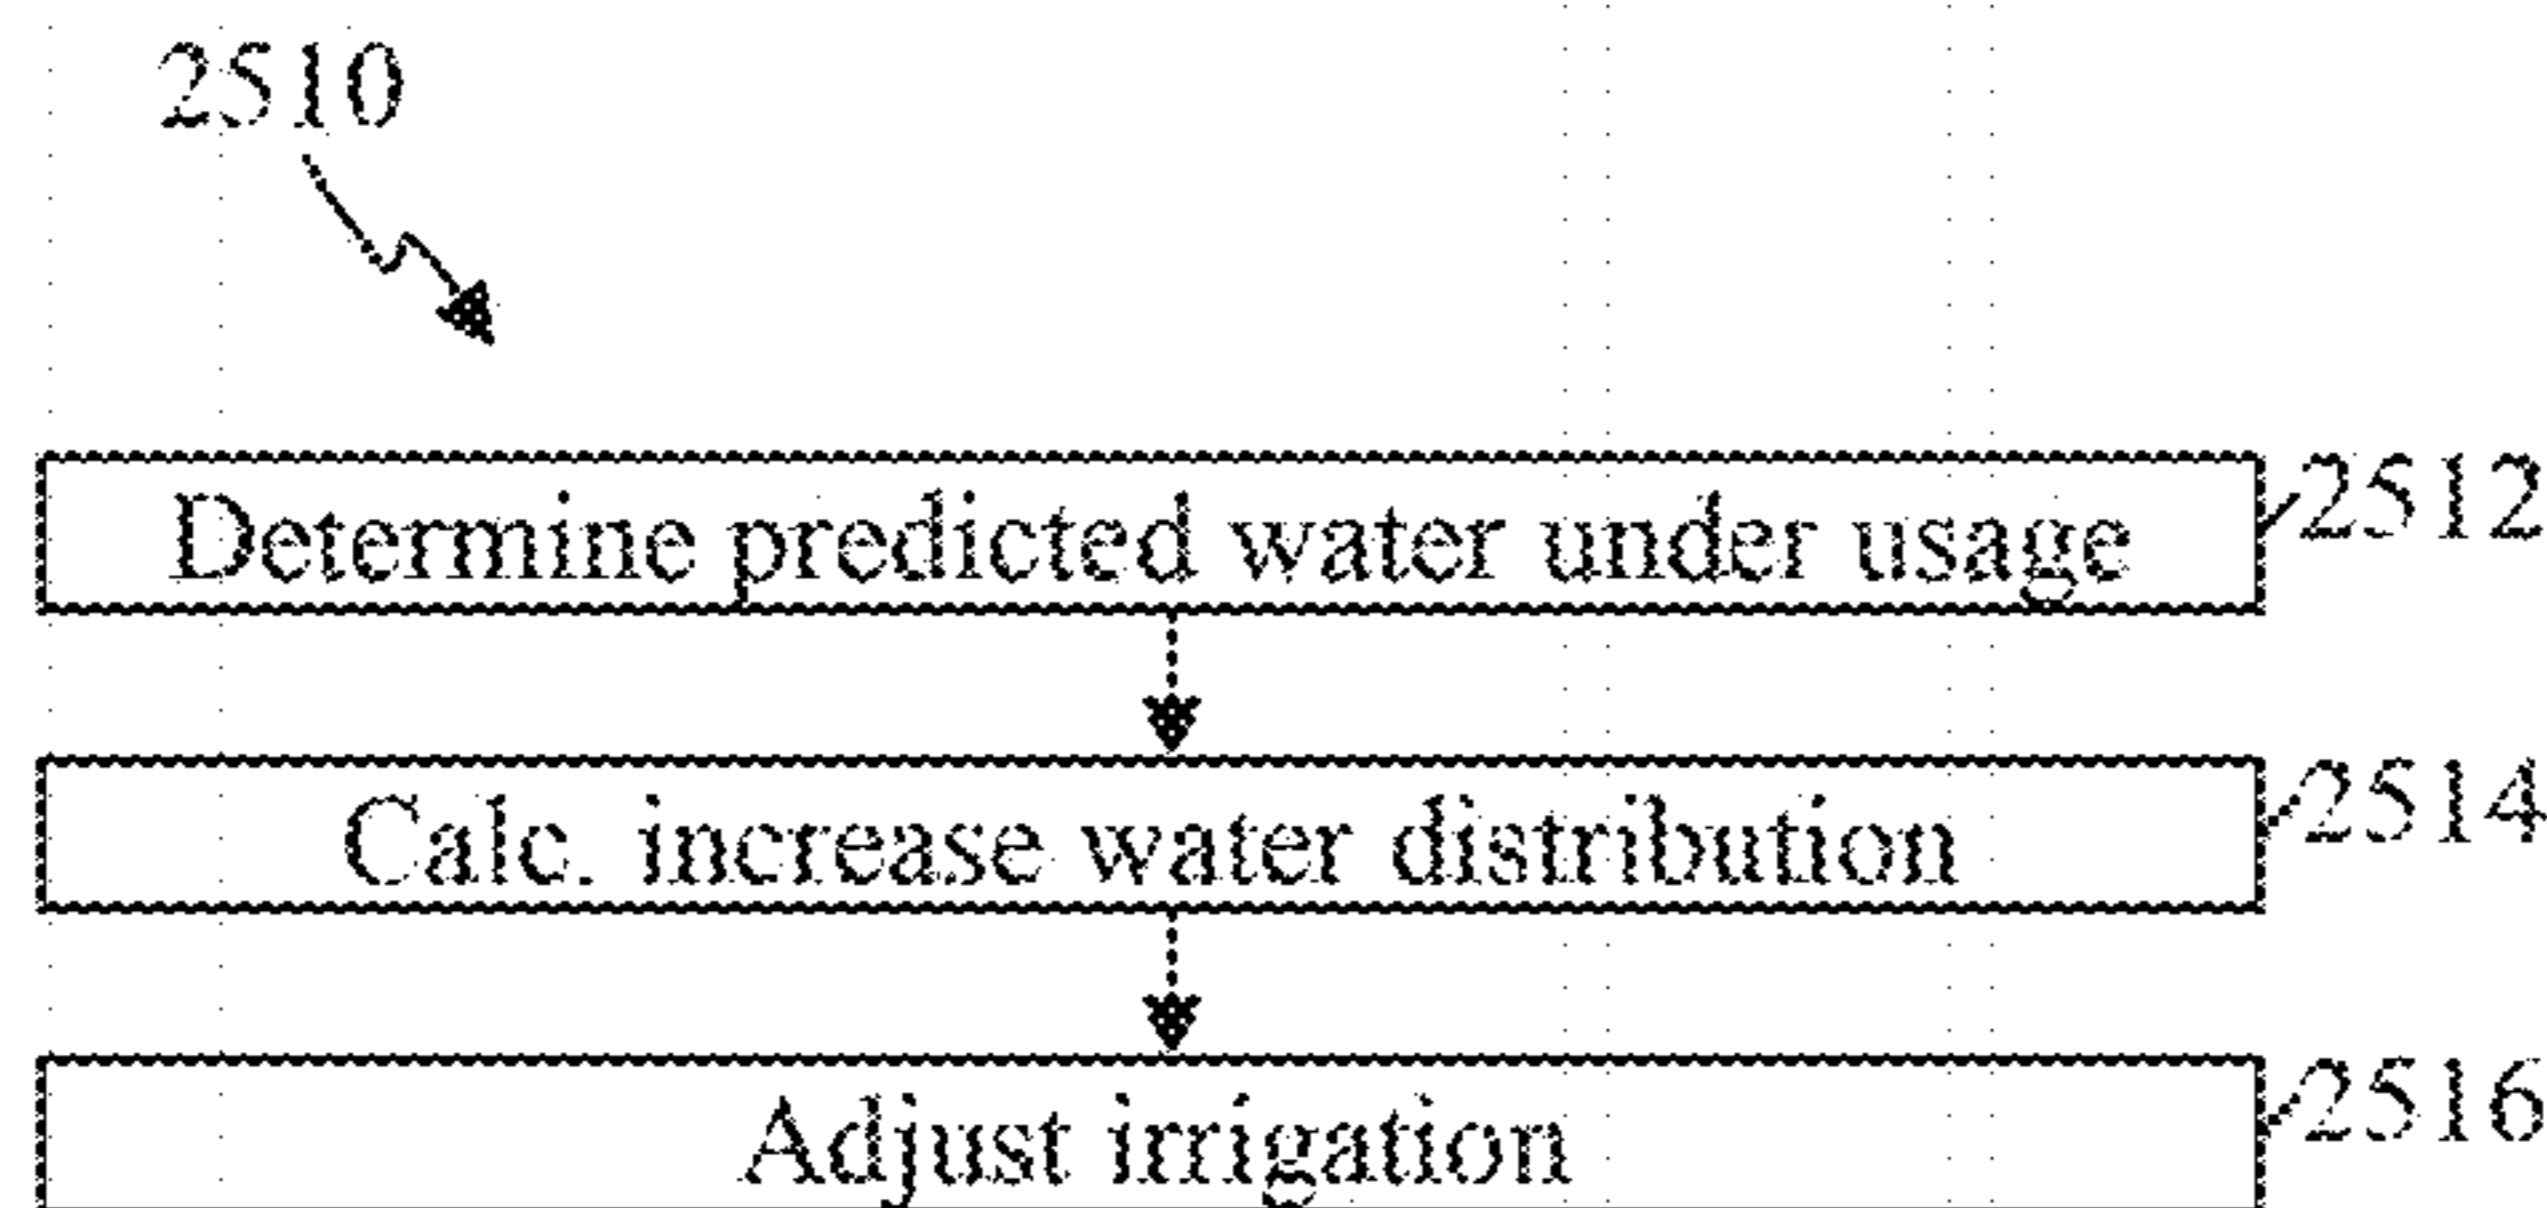 2510
Determine predicted water under usage
2512
Calc. increase water distribution
2514
Adjust irrigation
2516